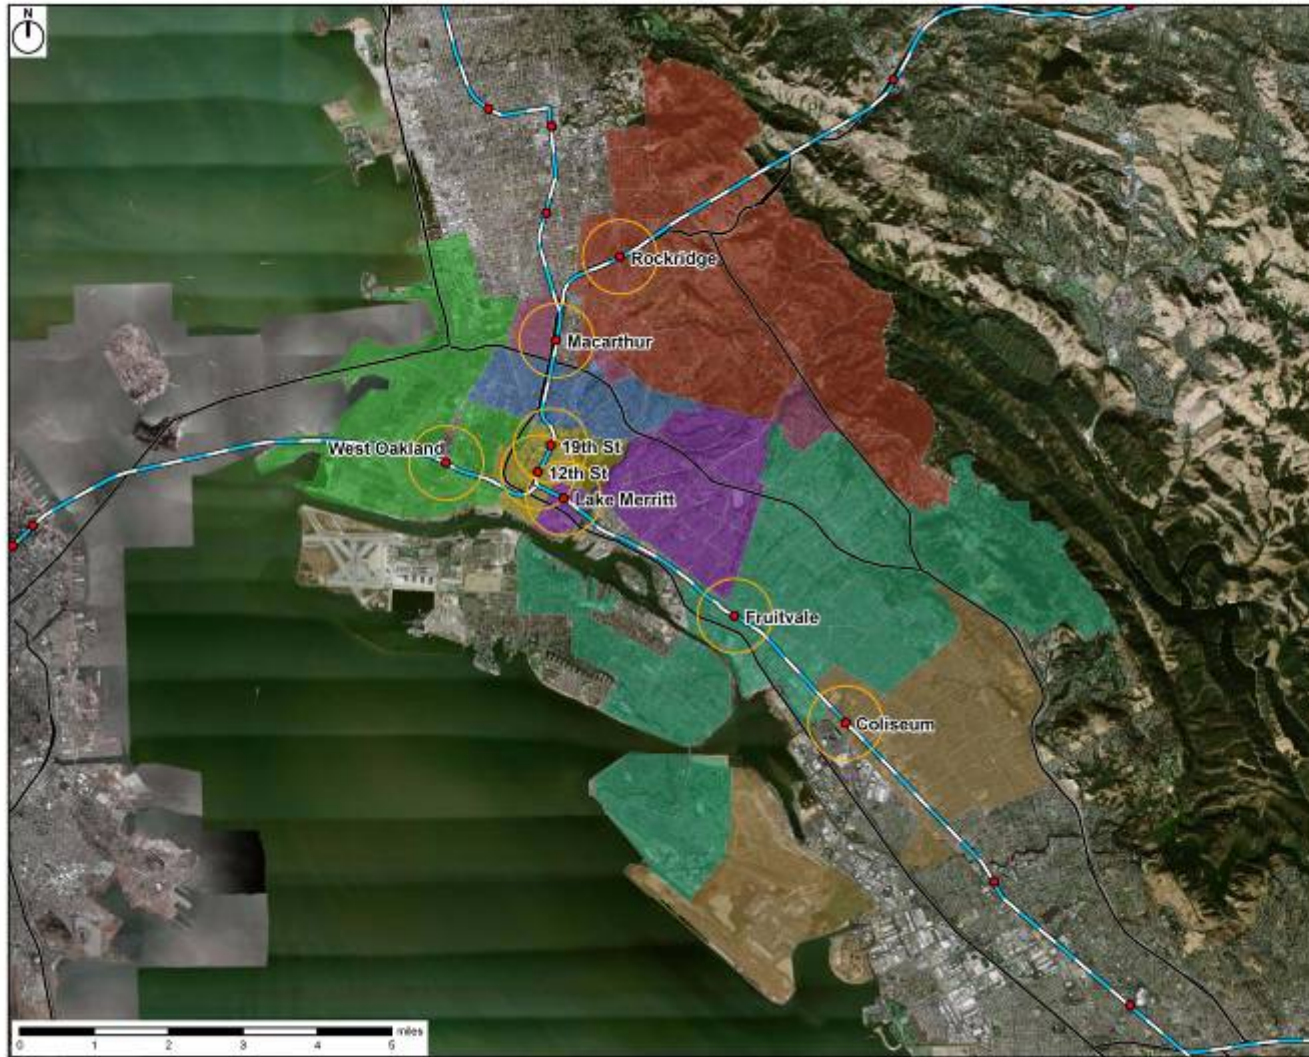 N
Rockridge
Macarthur
West Oakland
19th St
12th St
Lake Merritt
Fruitvale
Coliseum
miles
0 1 2 3 4 5